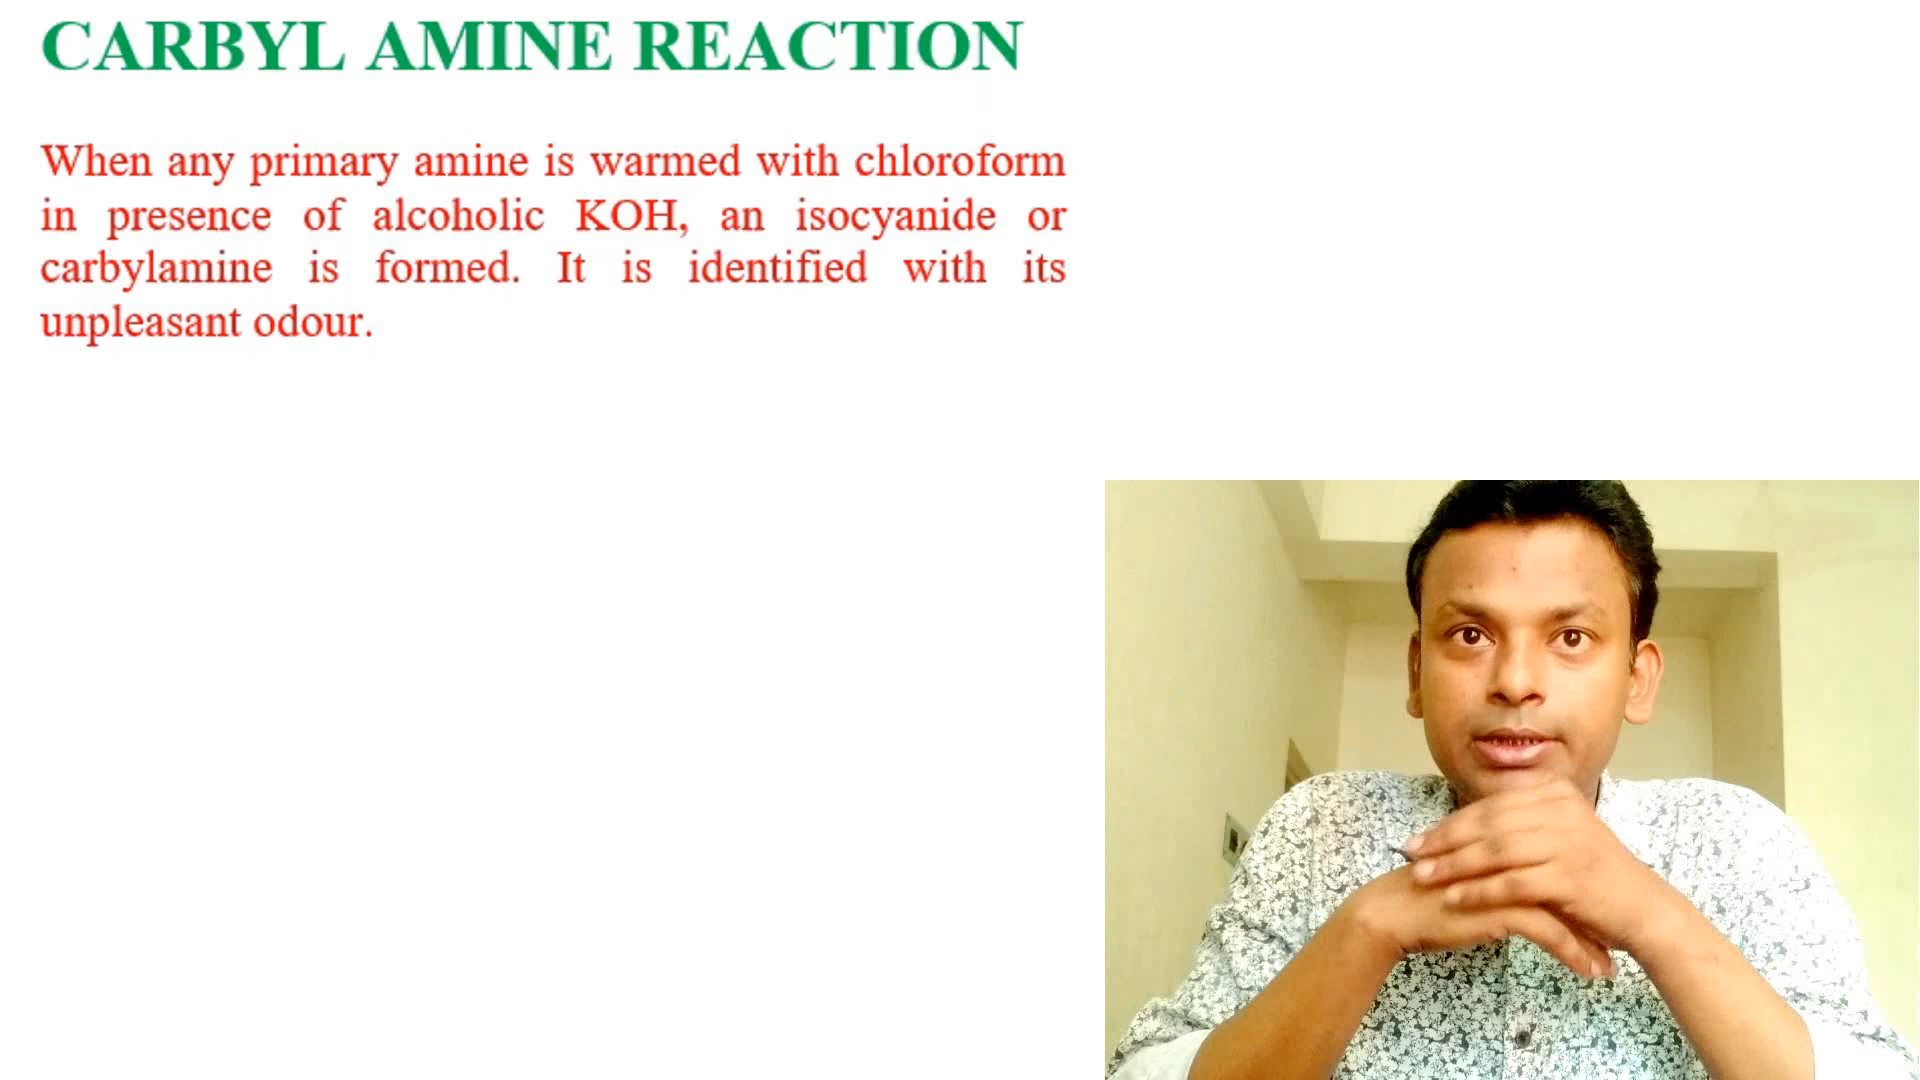 CARBYL AMINE REACTION
When any primary amine is warmed with chloroform
in presence of alcoholic KOH, an isocyanide or
carbylamine is formed. It is identified with its
unpleasant odour.